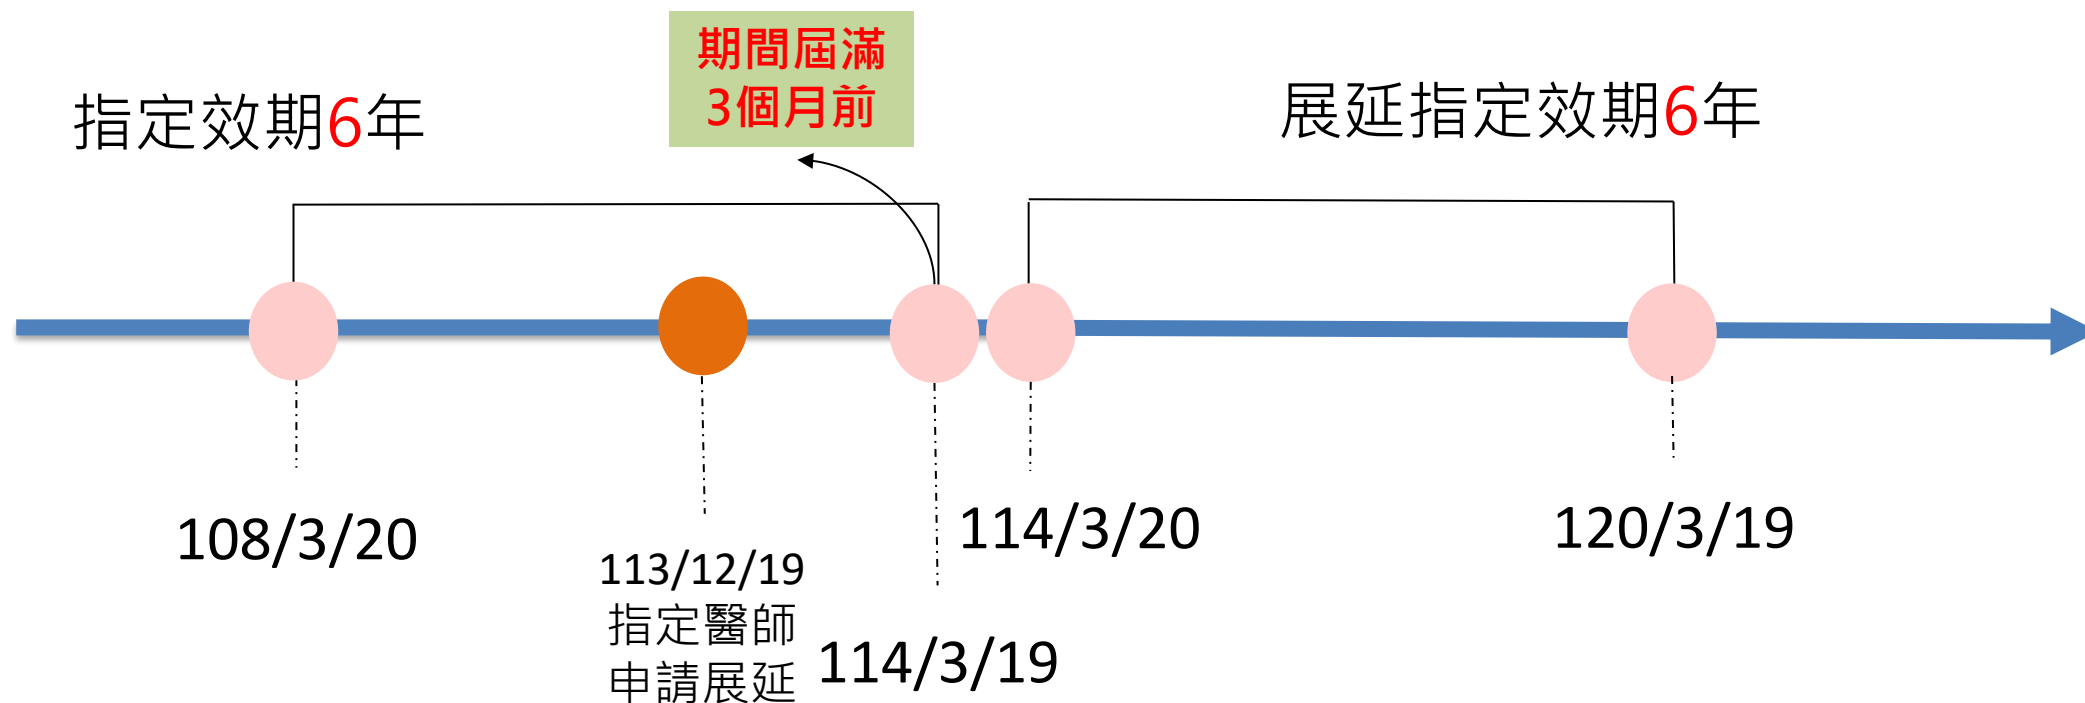 期間屆滿
3個月前
指定效期6年
展延指定效期6年
108/3/20
113/12/19
指定醫師
申請展延
114/3/19
114/3/20
120/3/19